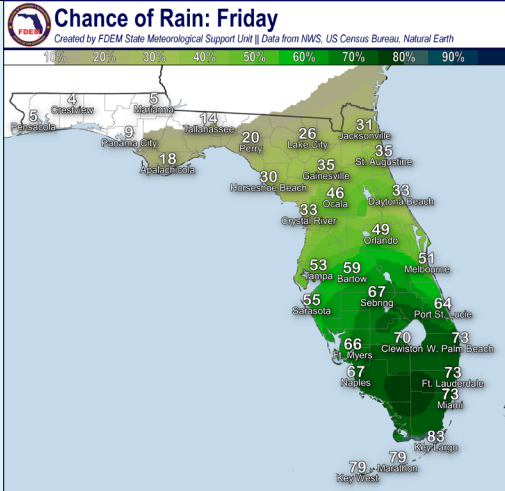 FDEM
Chance of Rain: Friday
Created by FDEM State Meteorological Support Unit || Data from NWS, US Census Bureau, Natural Earth
10% 20% 30% 40% 50% 60% 70% 80% 90%
4
Crestview
5
Marianna
5
Pensacola
14
Tallahassee
9
Panama City
31
Jacksonville
26
Lake City
20
Perry
18
Apalachicola
35
St. Augustine
35
Gainesville
30
Horseshoe Beach
46
Ocala
33
Daytona Beach
33
Crystal River
49
Orlando
51
Melbourne
53
Tampa
59
Bartow
67
Sebring
55
Sarasota
64
Port St. Lucie
66
Ft. Myers
70
Clewiston
73
W. Palm Beach
67
Naples
73
Ft. Lauderdale
73
Miami
83
Key Largo
79
Marathon
79
Key West